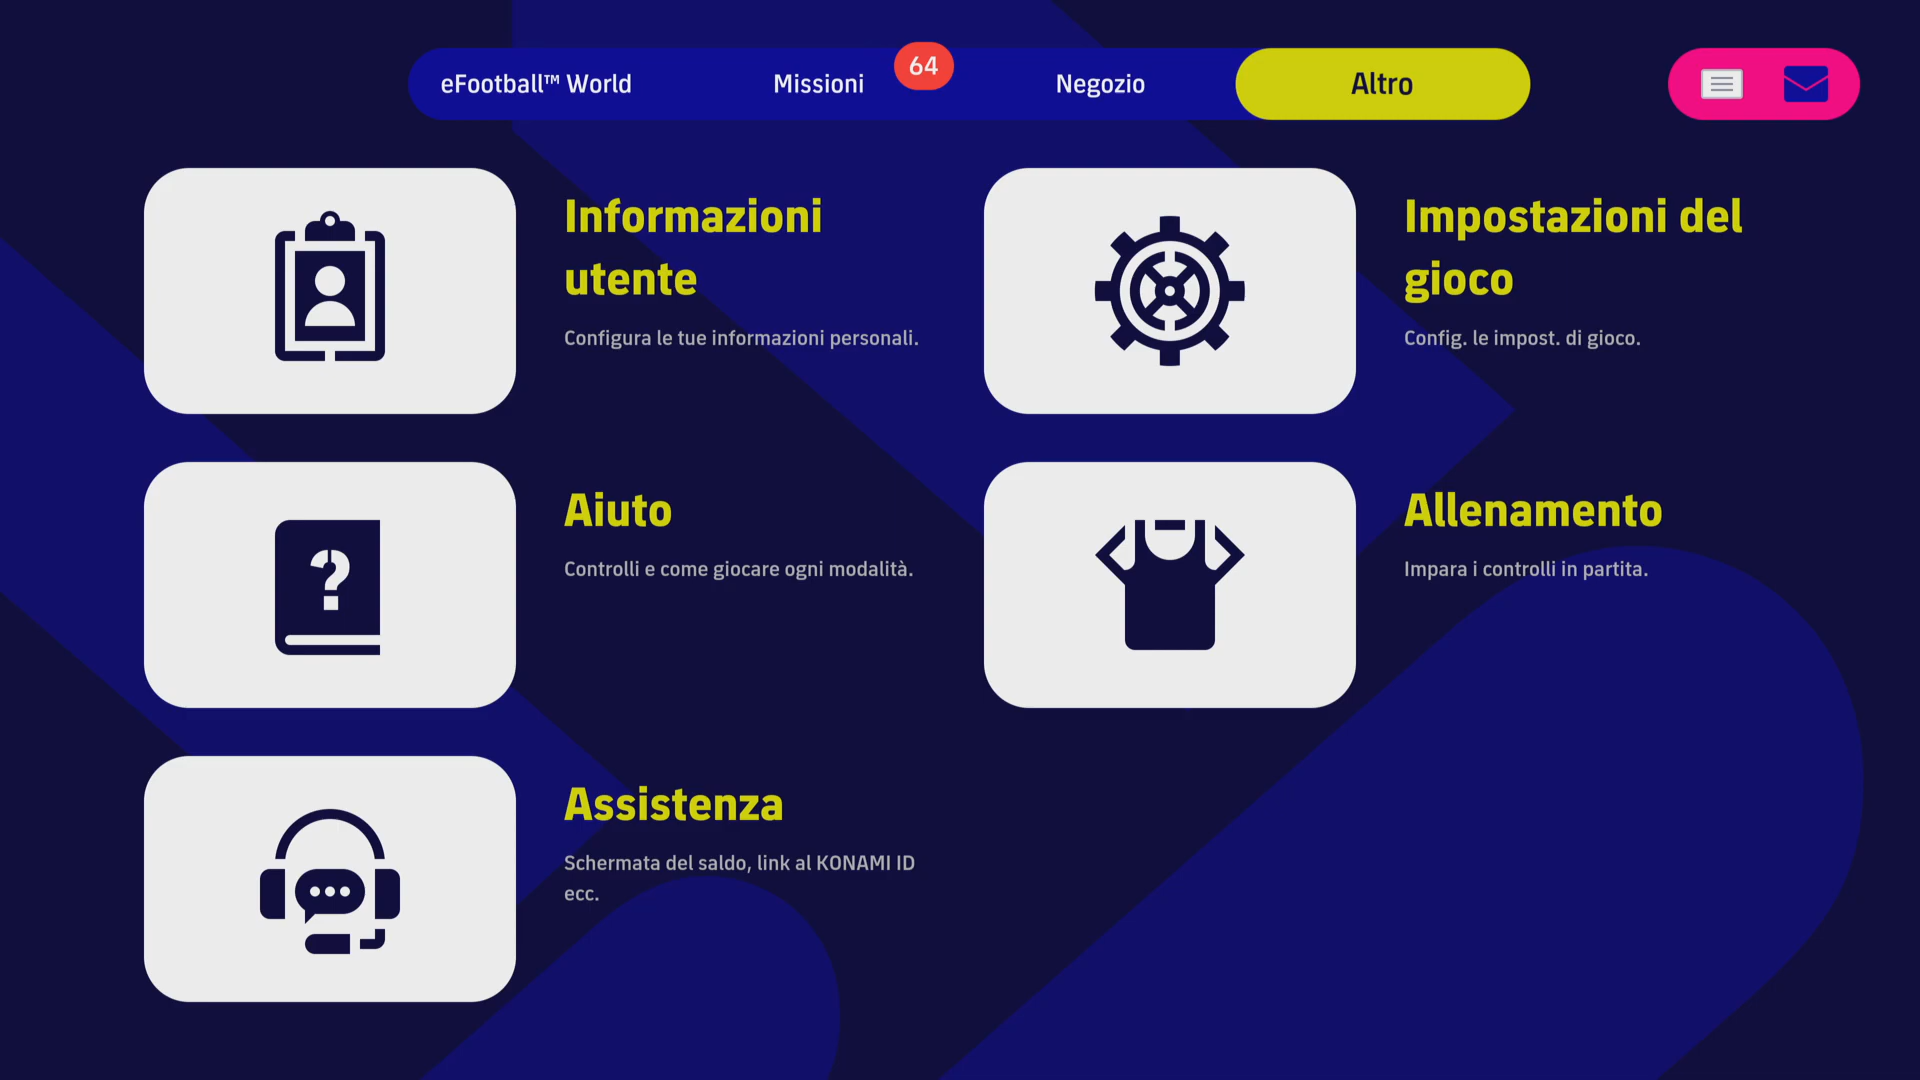 eFootball™ World
Missioni
64
Negozio
Altro
Informazioni
utente
Configura le tue informazioni personali.
Impostazioni del
gioco
Config. le impost. di gioco.
?
Aiuto
Controlli e come giocare ogni modalità.
Allenamento
Impara i controlli in partita.
Assistenza
Schermata del saldo, link al KONAMI ID
ecc.